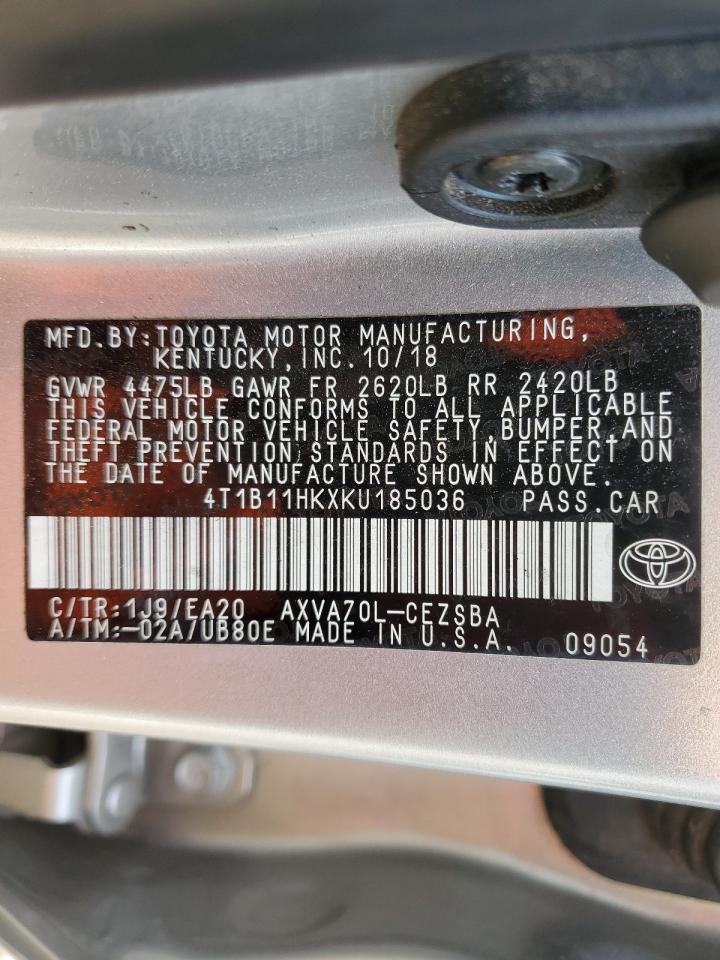 MFD.BY:TOYOTA MOTOR MANUFACTURING,
KENTUCKY,INC.10/18
GVWR 4475LB GAWR FR 2620LB RR 2420LB
THIS VEHICLE CONFORMS TO ALL APPLICABLE
FEDERAL MOTOR VEHICLE SAFETY,BUMPER,AND
THEFT PREVENTION STANDARDS IN EFFECT ON
THE DATE OF MANUFACTURE SHOWN ABOVE.
4T1B11HKXKU185036 PASS.CAR
C/TR:1J9/EA20 AXVA70L-CEZSBA
A/TM:-02A/UB80E MADE IN U.S.A. 09054